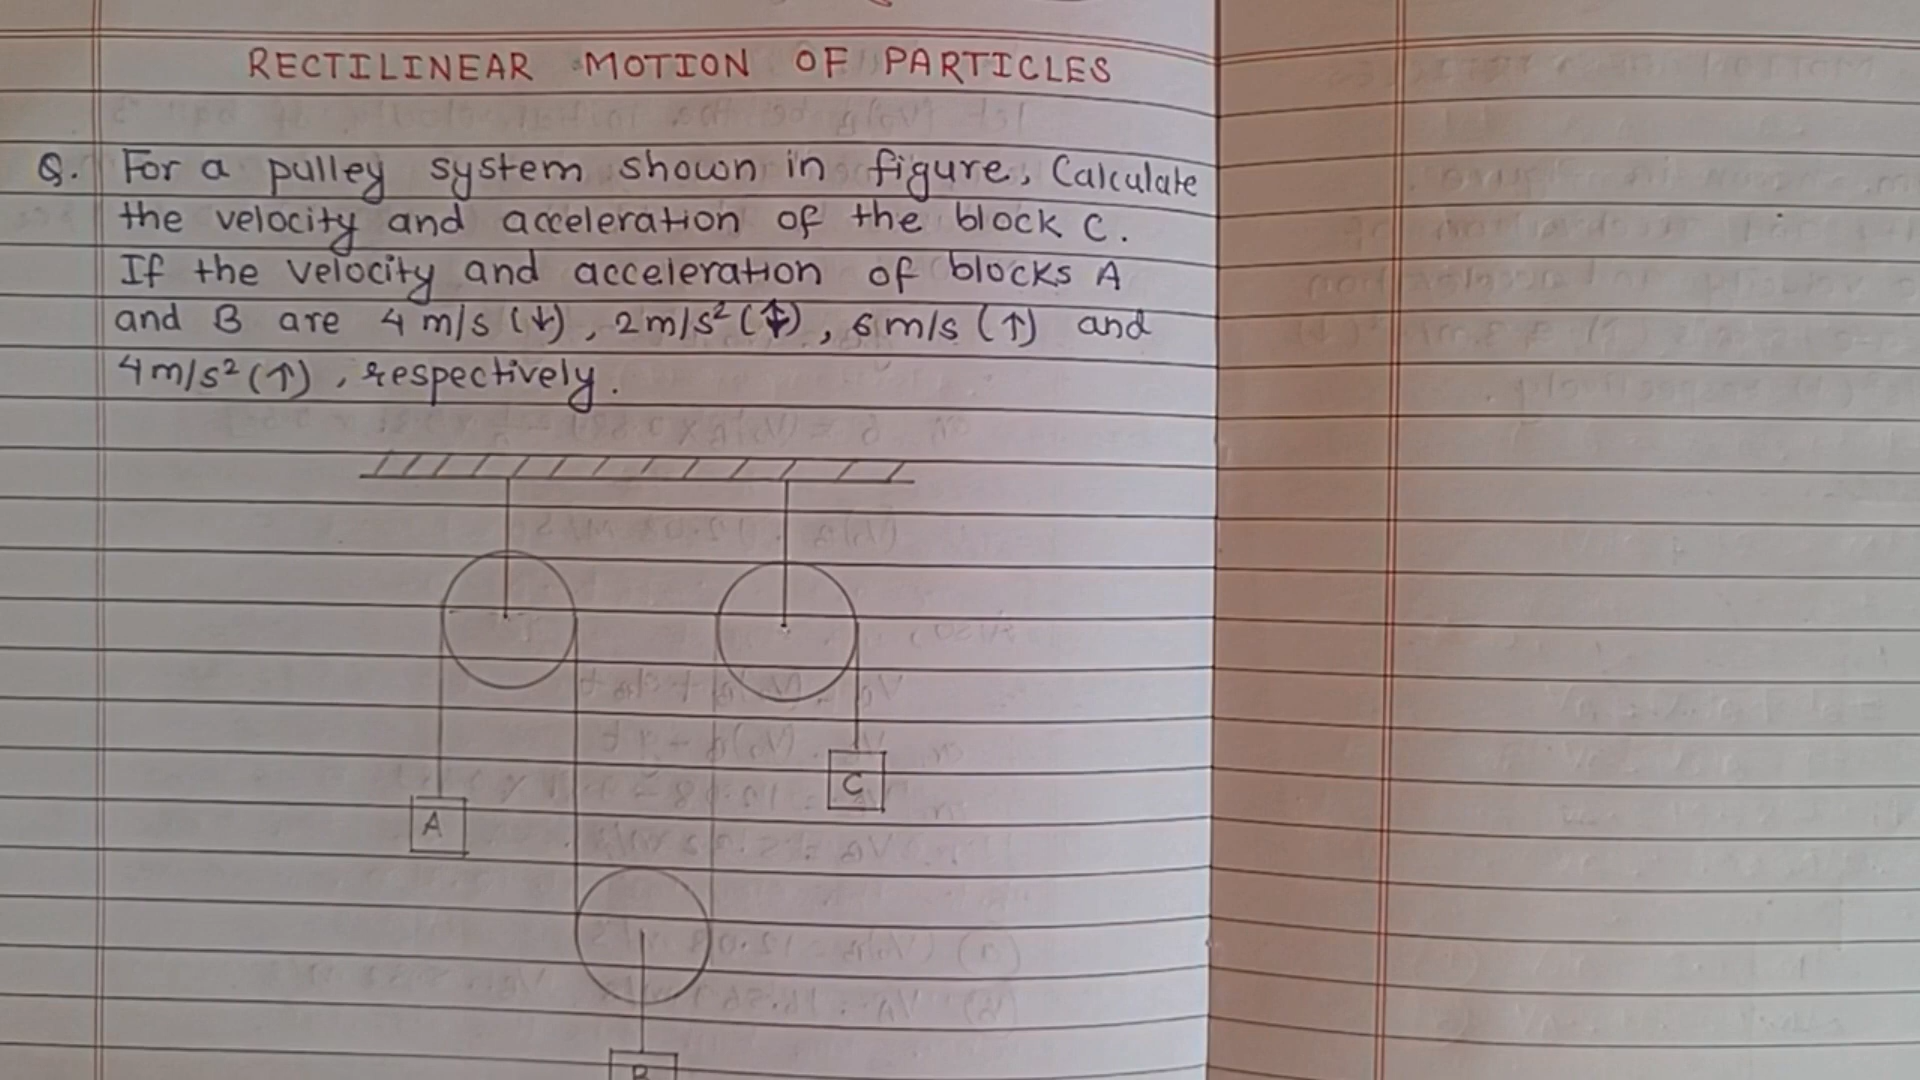 RECTILINEAR MOTION OF PARTICLES
Q. For a pulley system shown in figure, Calculate
the velocity and acceleration of the block C.
If the velocity and acceleration of blocks A
and B are 4 m/s (↓), 2m/s² (↑), 6 m/s (↑) and
4 m/s² (↑), respectively.
C
A
B